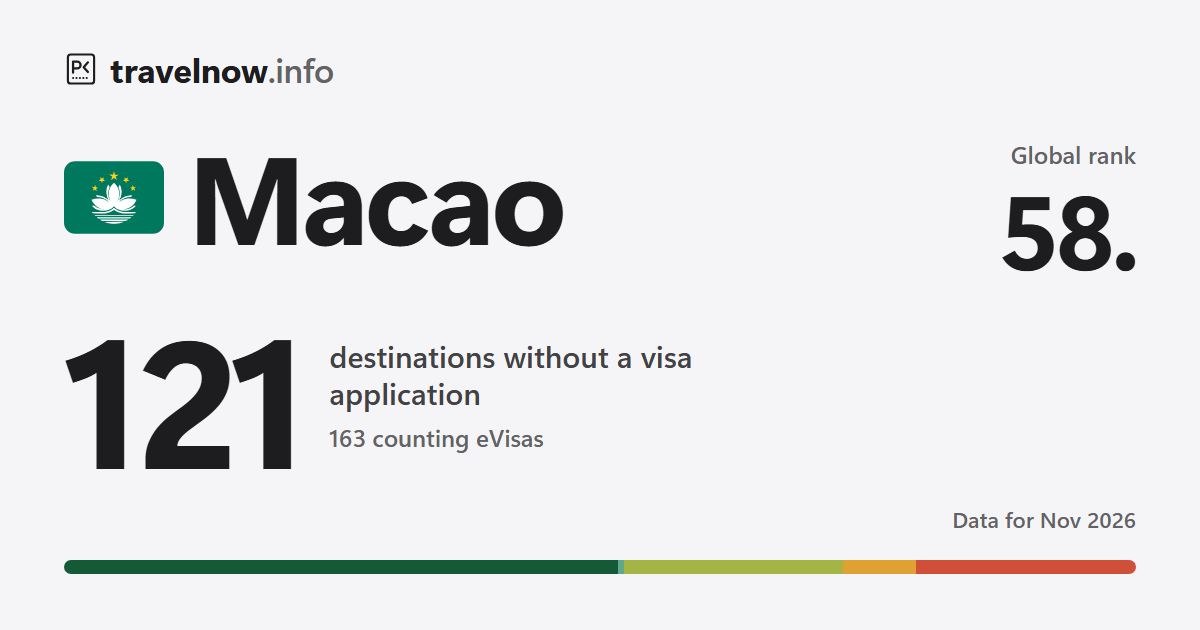 travelnow.info
Macao
Global rank
58.
121
destinations without a visa
application
163 counting eVisas
Data for Nov 2026